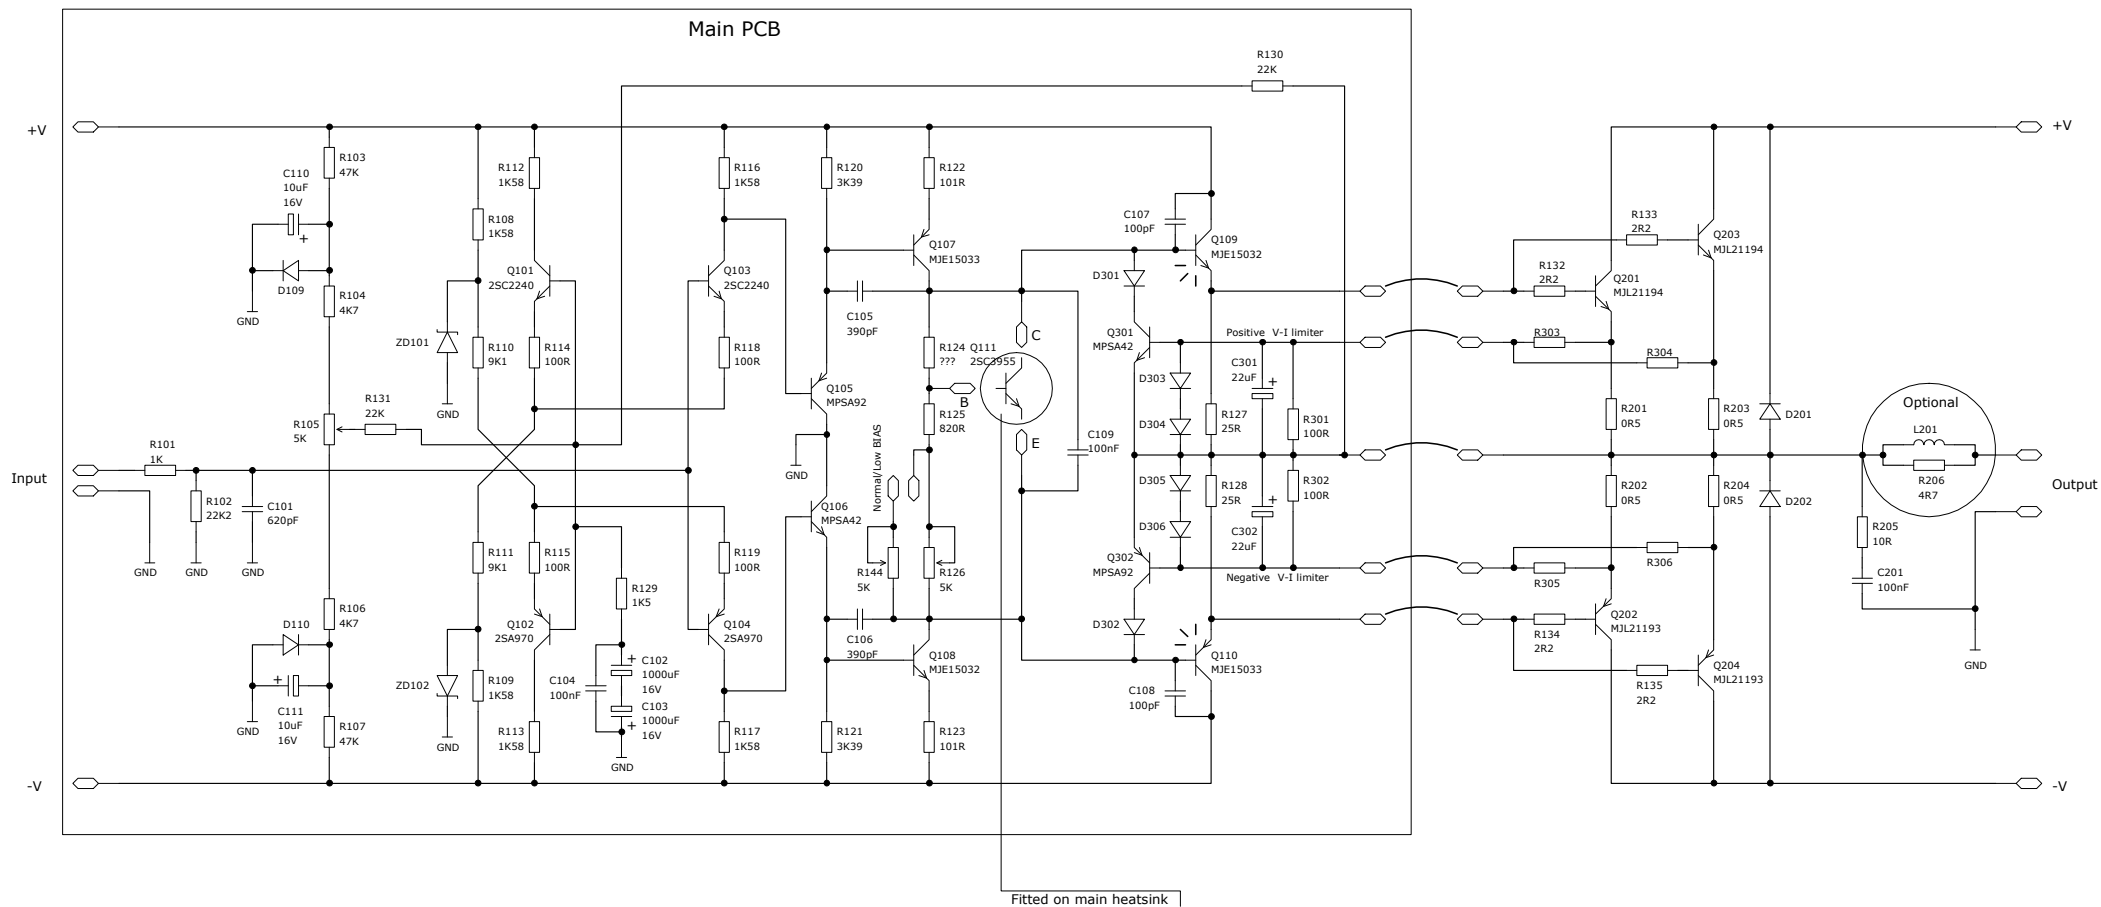 Main PCB
R130
22K
+V
+V
R103
47K
C110
10uF
16V
D109
GND
R104
4K7
R112
1K58
R108
1K58
Q101
2SC2240
ZD101
R110
9K1
R114
100R
GND
R116
1K58
Q103
2SC2240
R118
100R
R120
3K39
R122
101R
Q107
MJE15033
C105
390pF
R124
???
Q111
2SC3955
C
B
E
Q105
MPSA92
R125
820R
GND
Normal/Low BIAS
C109
100nF
C107
100pF
Q109
MJE15032
D301
Q301
MPSA42
Positive V-I limiter
D303
C301
22uF
D304
R127
25R
R301
100R
R133
2R2
R132
2R2
Q203
MJL21194
Q201
MJL21194
R303
R304
R201
0R5
R203
0R5
D201
Optional
L201
R206
4R7
Input
R101
1K
R102
22K2
C101
620pF
GND
GND
GND
R105
5K
R131
22K
Q106
MPSA42
R111
9K1
R115
100R
R119
100R
R129
1K5
R144
5K
R126
5K
D305
D306
R128
25R
R302
100R
C302
22uF
Q302
MPSA92
Negative V-I limiter
R202
0R5
R204
0R5
D202
Output
R205
10R
C201
100nF
R305
R306
R106
4K7
D110
Q102
2SA970
Q104
2SA970
C106
390pF
Q108
MJE15032
D302
Q110
MJE15033
C108
100pF
R134
2R2
Q202
MJL21193
Q204
MJL21193
R135
2R2
GND
C111
10uF
16V
GND
R107
47K
ZD102
GND
R109
1K58
R113
1K58
C104
100nF
C102
1000uF
16V
C103
1000uF
16V
GND
R117
1K58
R121
3K39
R123
101R
-V
-V
Fitted on main heatsink